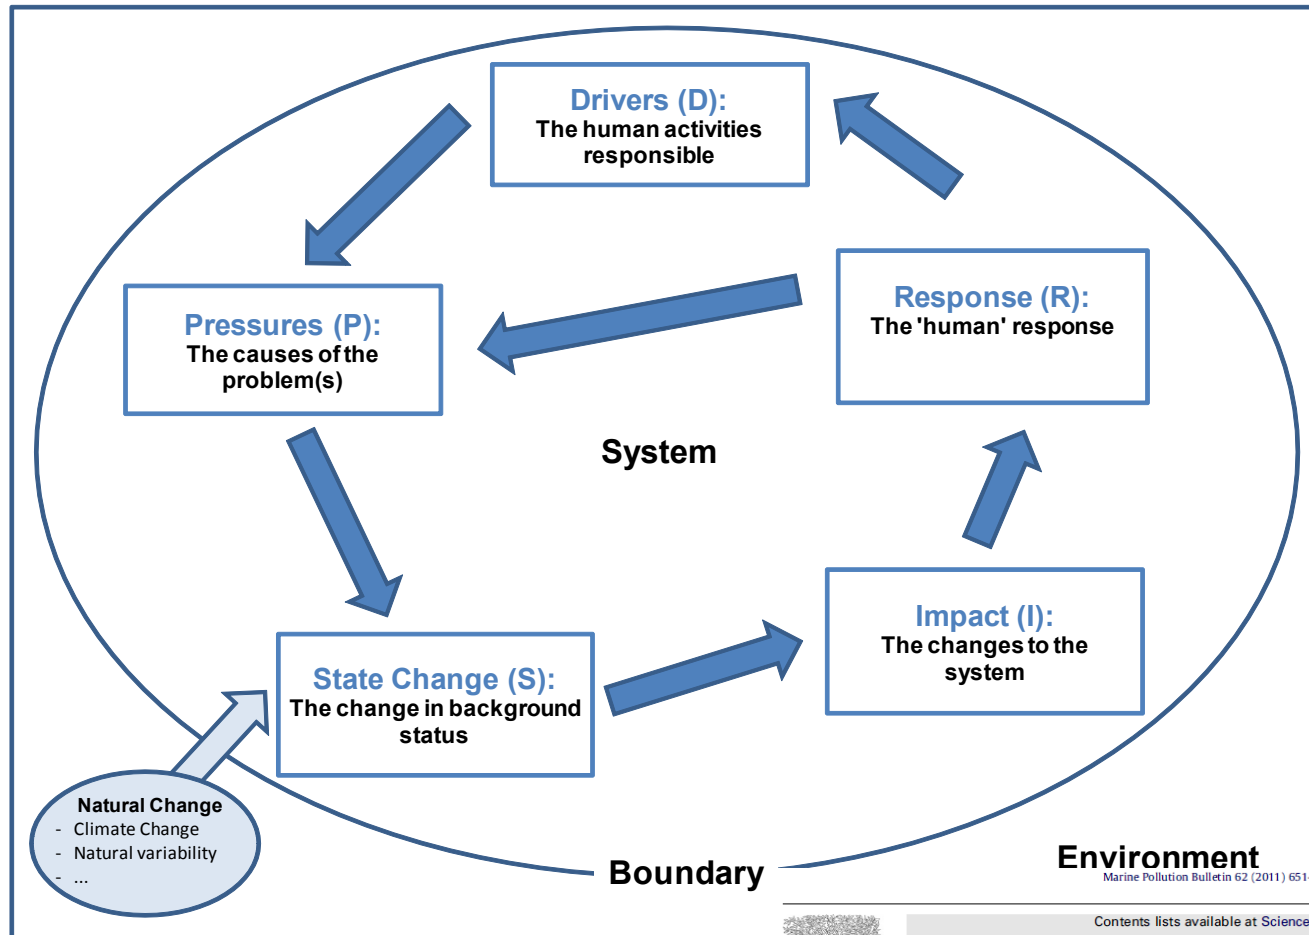 Drivers (D):
The human activities
responsible
Response (R):
The 'human' response
Pressures (P):
The causes of the
problem(s)
System
Impact (I):
The changes to the
system
State Change (S):
The change in background
status
Natural Change
- Climate Change
- Natural variability
- ...
Boundary
Environment
Marine Pollution Bulletin 62 (2011) 651-
Contents lists available at Science